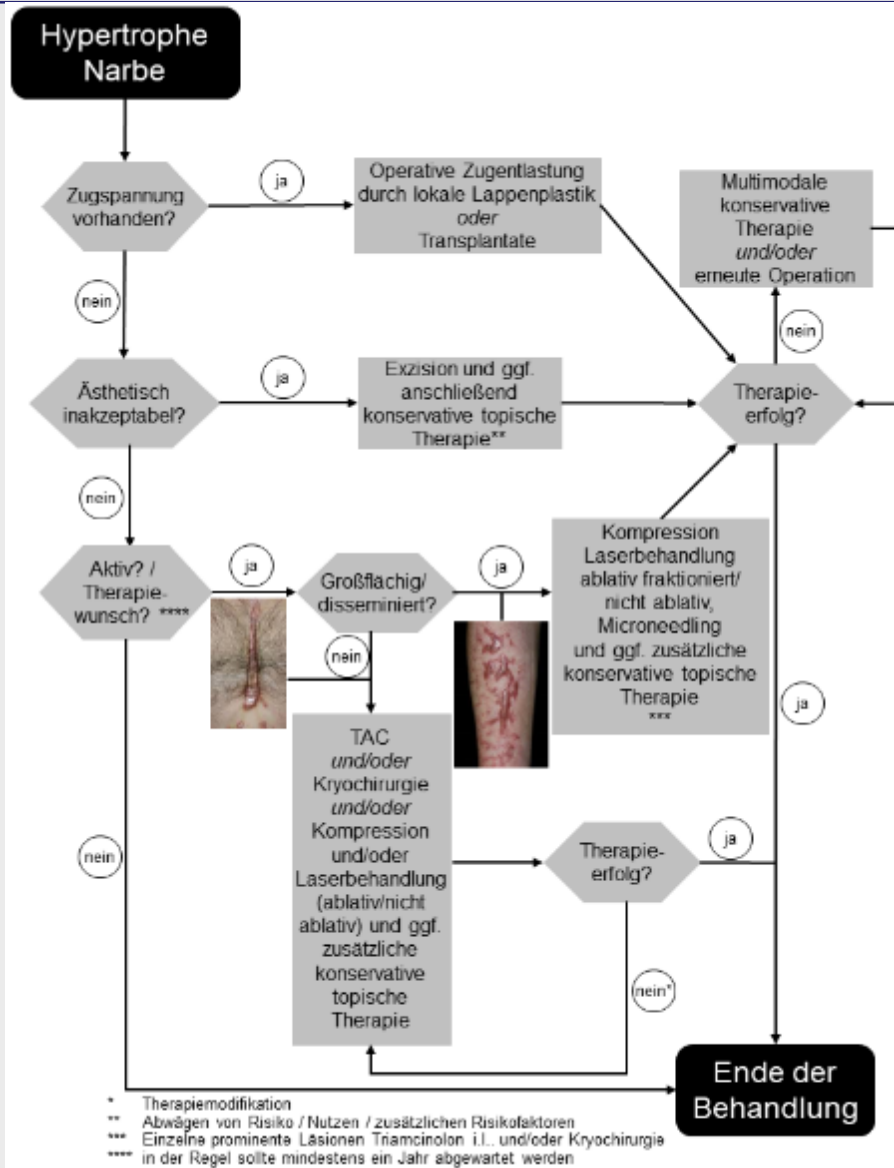 Hypertrophe
Narbe
Zugspannung
vorhanden?
ja
Operative Zugentlastung
durch lokale Lappenplastik
oder
Transplantate
Multimodale
konservative
Therapie
und/oder
erneute Operation
nein
nein
Ästhetisch
inakzeptabel?
ja
Exzision und ggf.
anschließend
konservative topische
Therapie**
Therapie-
erfolg?
nein
Aktiv? /
Therapie-
wunsch? ****
ja
Großflächig/
disseminiert?
ja
Kompression
Laserbehandlung
ablativ fraktioniert/
nicht ablativ,
Microneedling
und ggf. zusätzliche
konservative topische
Therapie
***
nein
ja
TAC
und/oder
Kryochirurgie
und/oder
Kompression
und/oder
Laserbehandlung
(ablativ/nicht
ablativ) und ggf.
zusätzliche
konservative
topische
Therapie
nein
Therapie-
erfolg?
ja
nein*
Ende der
Behandlung
* Therapiemodifikation
** Abwägen von Risiko / Nutzen / zusätzlichen Risikofaktoren
*** Einzelne prominente Läsionen Triamcinolon i.l.. und/oder Kryochirurgie
**** in der Regel sollte mindestens ein Jahr abgewartet werden